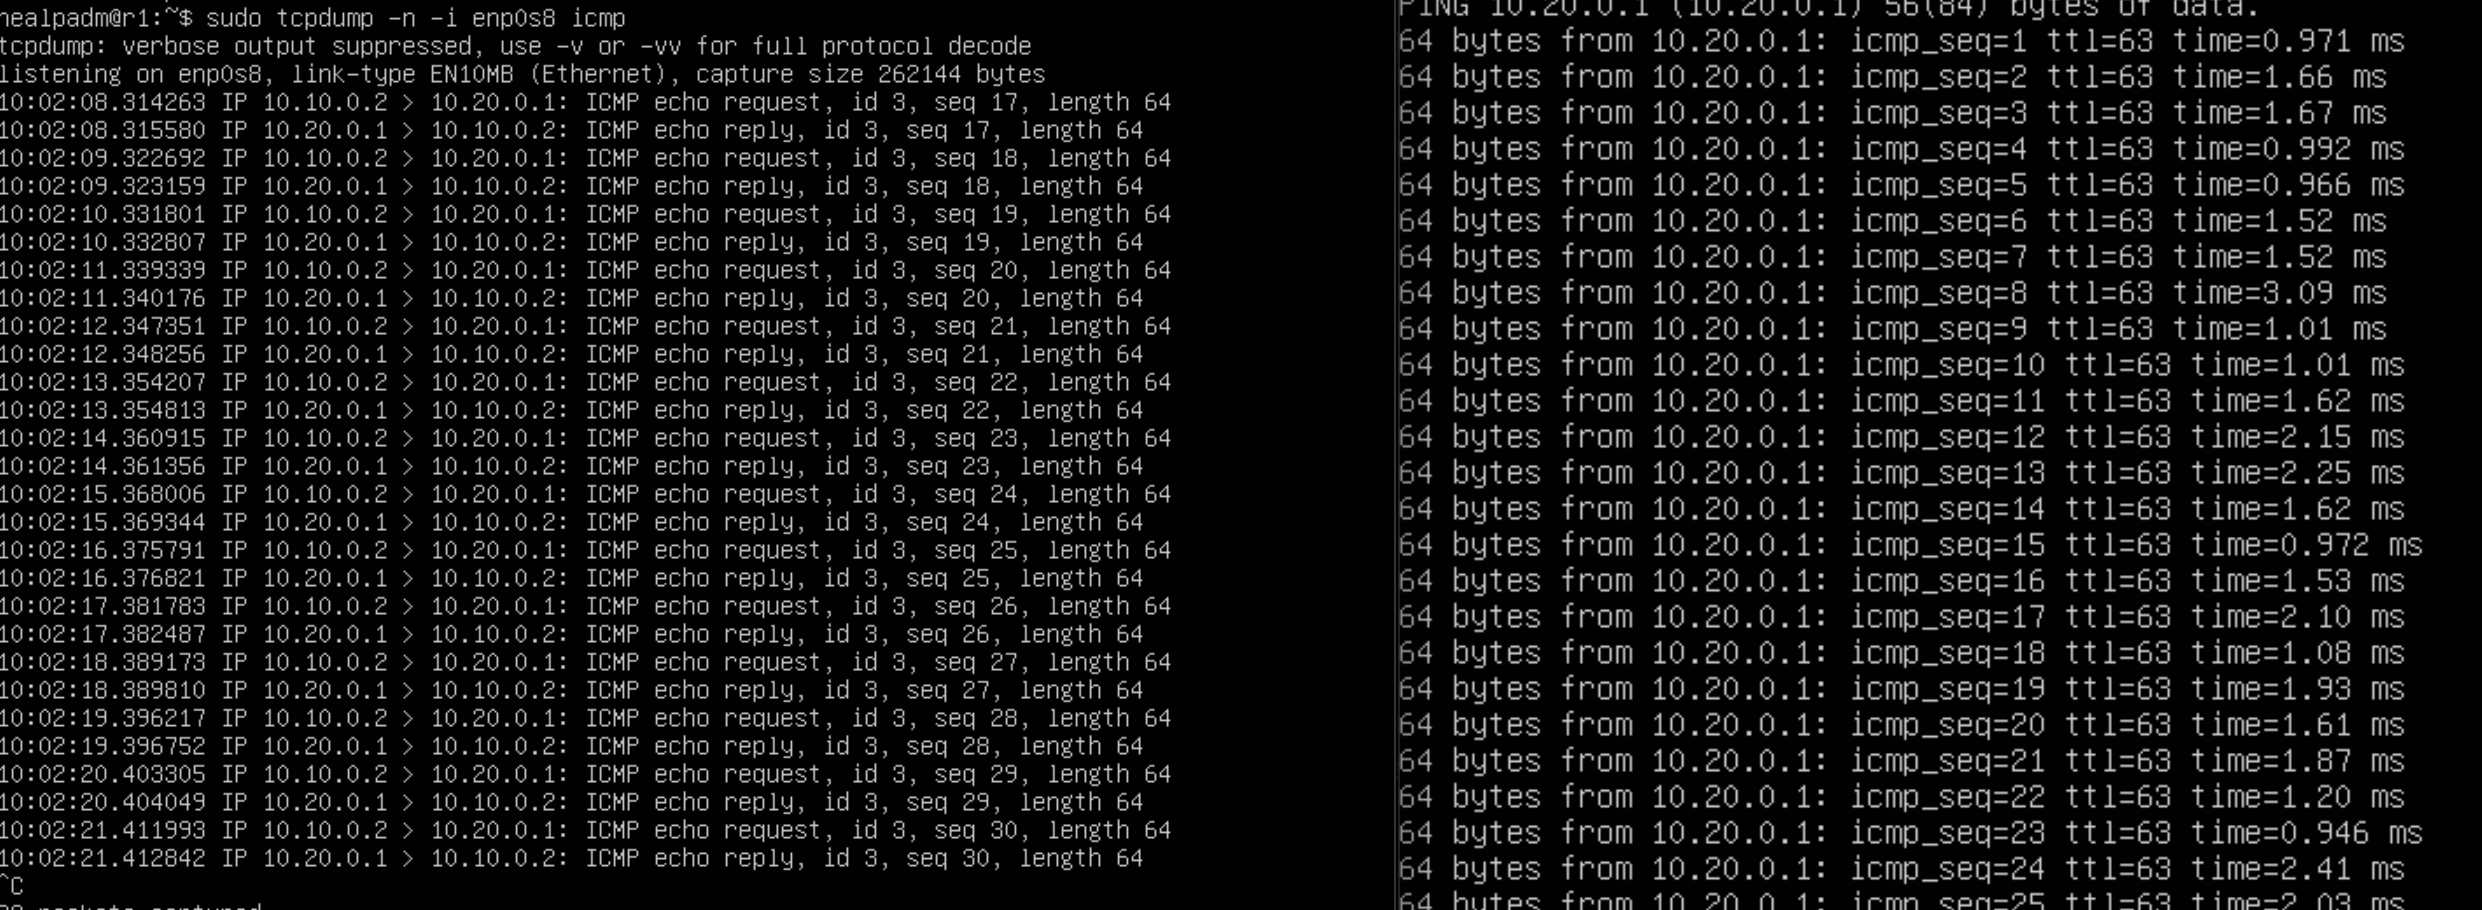 nealpadm@r1:~$ sudo tcpdump -n -i enp0s8 icmp
tcpdump: verbose output suppressed, use -v or -vv for full protocol decode
listening on enp0s8, link-type EN10MB (Ethernet), capture size 262144 bytes
10:02:08.314263 IP 10.10.0.2 > 10.20.0.1: ICMP echo request, id 3, seq 17, length 64
10:02:08.315580 IP 10.20.0.1 > 10.10.0.2: ICMP echo reply, id 3, seq 17, length 64
10:02:09.322692 IP 10.10.0.2 > 10.20.0.1: ICMP echo request, id 3, seq 18, length 64
10:02:09.323159 IP 10.20.0.1 > 10.10.0.2: ICMP echo reply, id 3, seq 18, length 64
10:02:10.331801 IP 10.10.0.2 > 10.20.0.1: ICMP echo request, id 3, seq 19, length 64
10:02:10.332807 IP 10.20.0.1 > 10.10.0.2: ICMP echo reply, id 3, seq 19, length 64
10:02:11.339339 IP 10.10.0.2 > 10.20.0.1: ICMP echo request, id 3, seq 20, length 64
10:02:11.340176 IP 10.20.0.1 > 10.10.0.2: ICMP echo reply, id 3, seq 20, length 64
10:02:12.347351 IP 10.10.0.2 > 10.20.0.1: ICMP echo request, id 3, seq 21, length 64
10:02:12.348256 IP 10.20.0.1 > 10.10.0.2: ICMP echo reply, id 3, seq 21, length 64
10:02:13.354207 IP 10.10.0.2 > 10.20.0.1: ICMP echo request, id 3, seq 22, length 64
10:02:13.354813 IP 10.20.0.1 > 10.10.0.2: ICMP echo reply, id 3, seq 22, length 64
10:02:14.360915 IP 10.10.0.2 > 10.20.0.1: ICMP echo request, id 3, seq 23, length 64
10:02:14.361356 IP 10.20.0.1 > 10.10.0.2: ICMP echo reply, id 3, seq 23, length 64
10:02:15.368006 IP 10.10.0.2 > 10.20.0.1: ICMP echo request, id 3, seq 24, length 64
10:02:15.369344 IP 10.20.0.1 > 10.10.0.2: ICMP echo reply, id 3, seq 24, length 64
10:02:16.375791 IP 10.10.0.2 > 10.20.0.1: ICMP echo request, id 3, seq 25, length 64
10:02:16.376821 IP 10.20.0.1 > 10.10.0.2: ICMP echo reply, id 3, seq 25, length 64
10:02:17.381783 IP 10.10.0.2 > 10.20.0.1: ICMP echo request, id 3, seq 26, length 64
10:02:17.382487 IP 10.20.0.1 > 10.10.0.2: ICMP echo reply, id 3, seq 26, length 64
10:02:18.389173 IP 10.10.0.2 > 10.20.0.1: ICMP echo request, id 3, seq 27, length 64
10:02:18.389810 IP 10.20.0.1 > 10.10.0.2: ICMP echo reply, id 3, seq 27, length 64
10:02:19.396217 IP 10.10.0.2 > 10.20.0.1: ICMP echo request, id 3, seq 28, length 64
10:02:19.396752 IP 10.20.0.1 > 10.10.0.2: ICMP echo reply, id 3, seq 28, length 64
10:02:20.403305 IP 10.10.0.2 > 10.20.0.1: ICMP echo request, id 3, seq 29, length 64
10:02:20.404049 IP 10.20.0.1 > 10.10.0.2: ICMP echo reply, id 3, seq 29, length 64
10:02:21.411993 IP 10.10.0.2 > 10.20.0.1: ICMP echo request, id 3, seq 30, length 64
10:02:21.412842 IP 10.20.0.1 > 10.10.0.2: ICMP echo reply, id 3, seq 30, length 64
^C
packets captured
PING 10.20.0.1 (10.20.0.1) 56(84) bytes of data.
64 bytes from 10.20.0.1: icmp_seq=1 ttl=63 time=0.971 ms
64 bytes from 10.20.0.1: icmp_seq=2 ttl=63 time=1.66 ms
64 bytes from 10.20.0.1: icmp_seq=3 ttl=63 time=1.67 ms
64 bytes from 10.20.0.1: icmp_seq=4 ttl=63 time=0.992 ms
64 bytes from 10.20.0.1: icmp_seq=5 ttl=63 time=0.966 ms
64 bytes from 10.20.0.1: icmp_seq=6 ttl=63 time=1.52 ms
64 bytes from 10.20.0.1: icmp_seq=7 ttl=63 time=1.52 ms
64 bytes from 10.20.0.1: icmp_seq=8 ttl=63 time=3.09 ms
64 bytes from 10.20.0.1: icmp_seq=9 ttl=63 time=1.01 ms
64 bytes from 10.20.0.1: icmp_seq=10 ttl=63 time=1.01 ms
64 bytes from 10.20.0.1: icmp_seq=11 ttl=63 time=1.62 ms
64 bytes from 10.20.0.1: icmp_seq=12 ttl=63 time=2.15 ms
64 bytes from 10.20.0.1: icmp_seq=13 ttl=63 time=2.25 ms
64 bytes from 10.20.0.1: icmp_seq=14 ttl=63 time=1.62 ms
64 bytes from 10.20.0.1: icmp_seq=15 ttl=63 time=0.972 ms
64 bytes from 10.20.0.1: icmp_seq=16 ttl=63 time=1.53 ms
64 bytes from 10.20.0.1: icmp_seq=17 ttl=63 time=2.10 ms
64 bytes from 10.20.0.1: icmp_seq=18 ttl=63 time=1.08 ms
64 bytes from 10.20.0.1: icmp_seq=19 ttl=63 time=1.93 ms
64 bytes from 10.20.0.1: icmp_seq=20 ttl=63 time=1.61 ms
64 bytes from 10.20.0.1: icmp_seq=21 ttl=63 time=1.87 ms
64 bytes from 10.20.0.1: icmp_seq=22 ttl=63 time=1.20 ms
64 bytes from 10.20.0.1: icmp_seq=23 ttl=63 time=0.946 ms
64 bytes from 10.20.0.1: icmp_seq=24 ttl=63 time=2.41 ms
64 bytes from 10.20.0.1: icmp_seq=25 ttl=63 time=2.03 ms